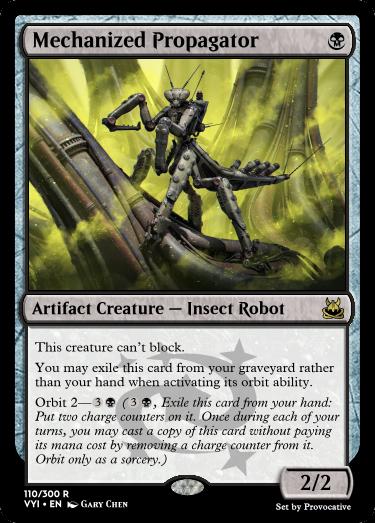 Mechanized Propagator
Artifact Creature — Insect Robot
This creature can't block.
You may exile this card from your graveyard rather
than your hand when activating its orbit ability.
Orbit 2— 3 (3, Exile this card from your hand:
Put two charge counters on it. Once during each of your
turns, you may cast a copy of this card without paying
its mana cost by removing a charge counter from it.
Orbit only as a sorcery.)
2/2
110/300 R
VYI • EN Gary Chen
Set by Provocative